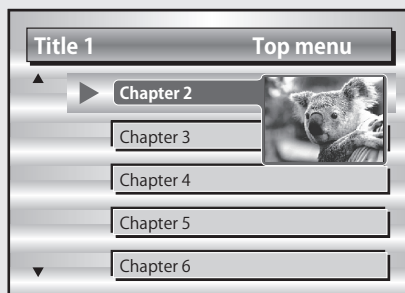 Title 1 Top menu
Chapter 2
Chapter 3
Chapter 4
Chapter 5
Chapter 6